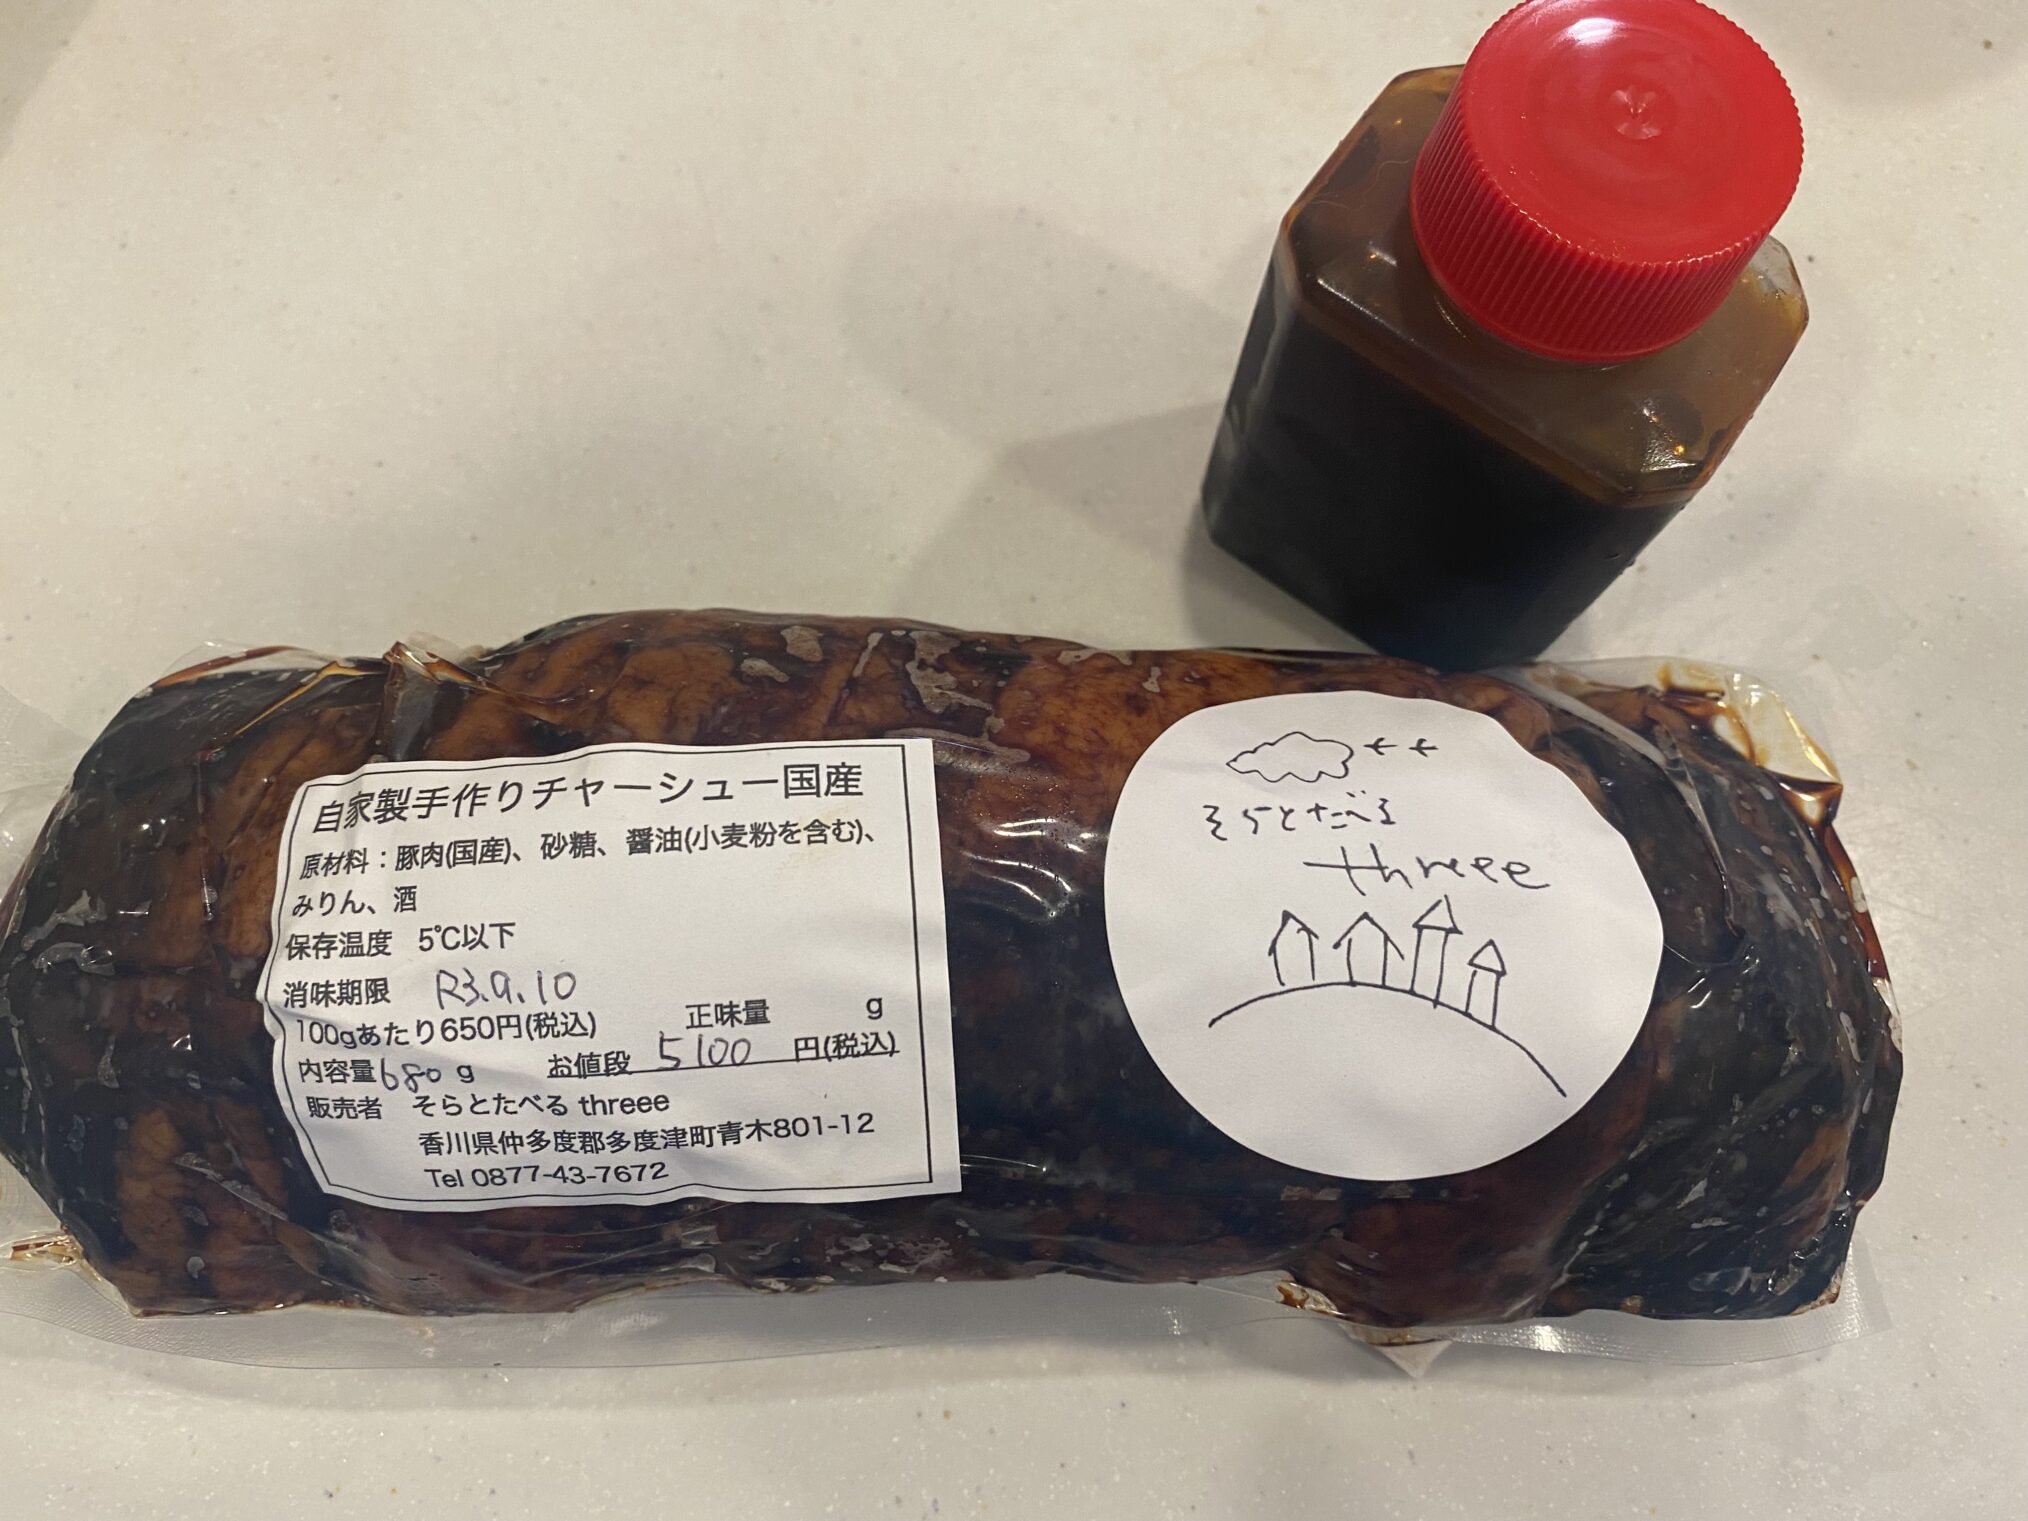 自家製手作りチャーシュー国産
原材料：豚肉(国産)、砂糖、醤油(小麦粉を含む)、
みりん、酒
保存温度 5℃以下
消味期限 R3.9.10
100gあたり650円(税込) 正味量 g
内容量680g お値段 5100 円(税込)
販売者 そらとたべる threee
香川県仲多度郡多度津町青木801-12
Tel 0877-43-7672
そらとたべる
threee